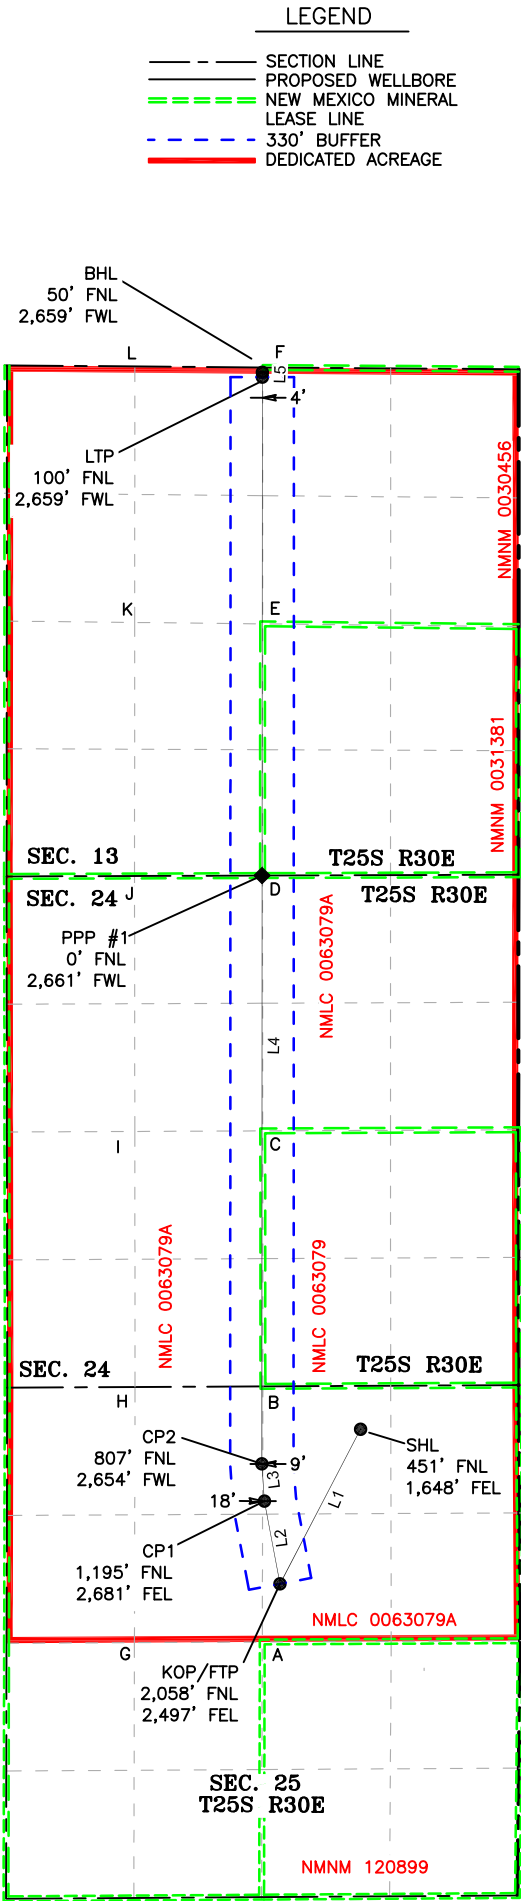 LEGEND
SECTION LINE
PROPOSED WELLBORE
NEW MEXICO MINERAL
LEASE LINE
330' BUFFER
DEDICATED ACREAGE
BHL
50' FNL
2,659' FWL
L
F
L5
4'
LTP
100' FNL
2,659' FWL
NMNM 0030456
K
E
NMNM 0031381
SEC. 13
T25S R30E
SEC. 24
J
D
T25S R30E
PPP #1
0' FNL
2,661' FWL
NMLC 0063079A
L4
I
C
NMLC 0063079A
NMLC 0063079
SEC. 24
T25S R30E
H
B
CP2
807' FNL
2,654' FWL
9'
SHL
451' FNL
1,648' FEL
L3
L1
18'
CP1
1,195' FNL
2,681' FEL
L2
NMLC 0063079A
G
A
KOP/FTP
2,058' FNL
2,497' FEL
SEC. 25
T25S R30E
NMNM 120899